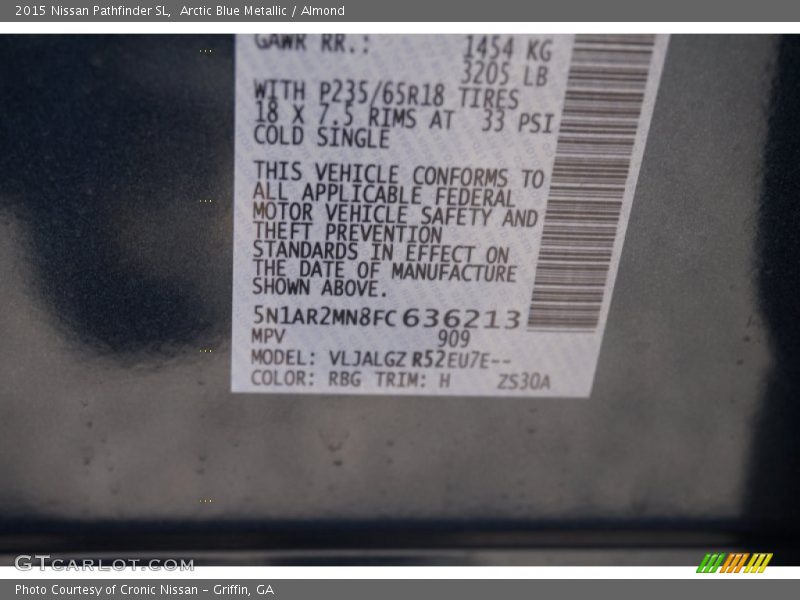 2015 Nissan Pathfinder SL,  Arctic Blue Metallic / Almond
GAWR RR.: 1454 KG
3205 LB
WITH P235/65R18 TIRES
18 X 7.5 RIMS AT 33 PSI
COLD SINGLE
THIS VEHICLE CONFORMS TO
ALL APPLICABLE FEDERAL
MOTOR VEHICLE SAFETY AND
THEFT PREVENTION
STANDARDS IN EFFECT ON
THE DATE OF MANUFACTURE
SHOWN ABOVE.
5N1AR2MN8FC636213
MPV 909
MODEL: VLJALGZ R52EU7E--
COLOR: RBG TRIM: H ZS30A
GTCARLOT.COM
Photo Courtesy of Cronic Nissan - Griffin, GA